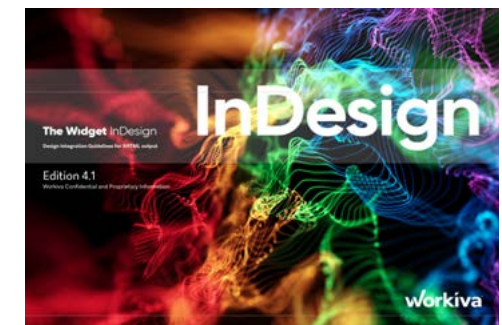 InDesign
The Widget InDesign
Design Integration Guidelines for XHTML output
Edition 4.1
Workiva Confidential and Proprietary Information
workiva